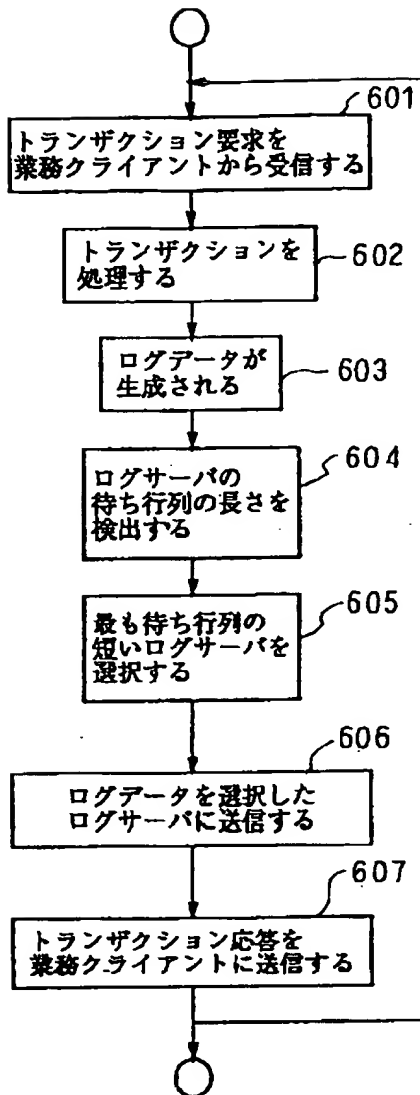 601
トランザクション要求を
業務クライアントから受信する
トランザクションを
処理する
602
ログデータが
生成される
603
604
ログサーバの
待ち行列の長さを
検出する
605
最も待ち行列の
短いログサーバを
選択する
606
ログデータを選択した
ログサーバに送信する
607
トランザクション応答を
業務クライアントに送信する